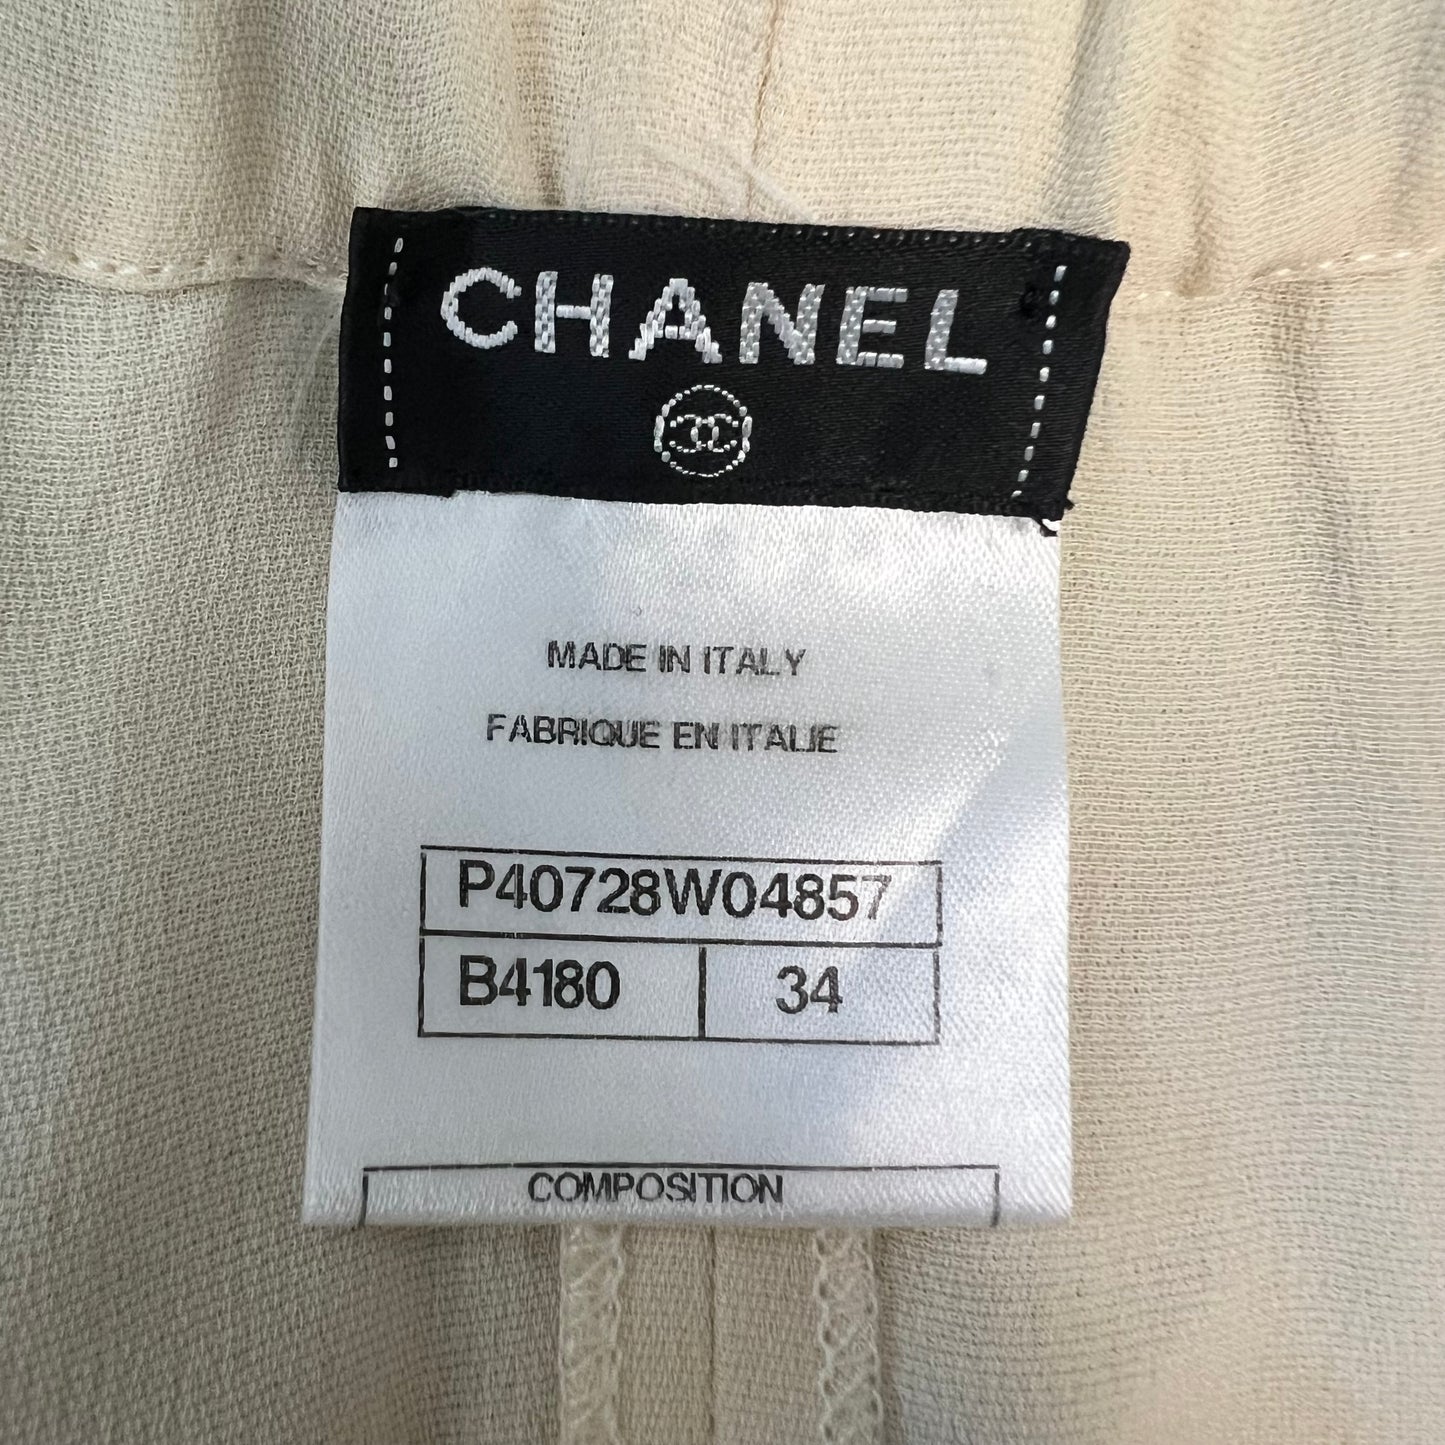 CHANEL
MADE IN ITALY
FABRIQUE EN ITALIE
P40728W04857
B4180 34
COMPOSITION